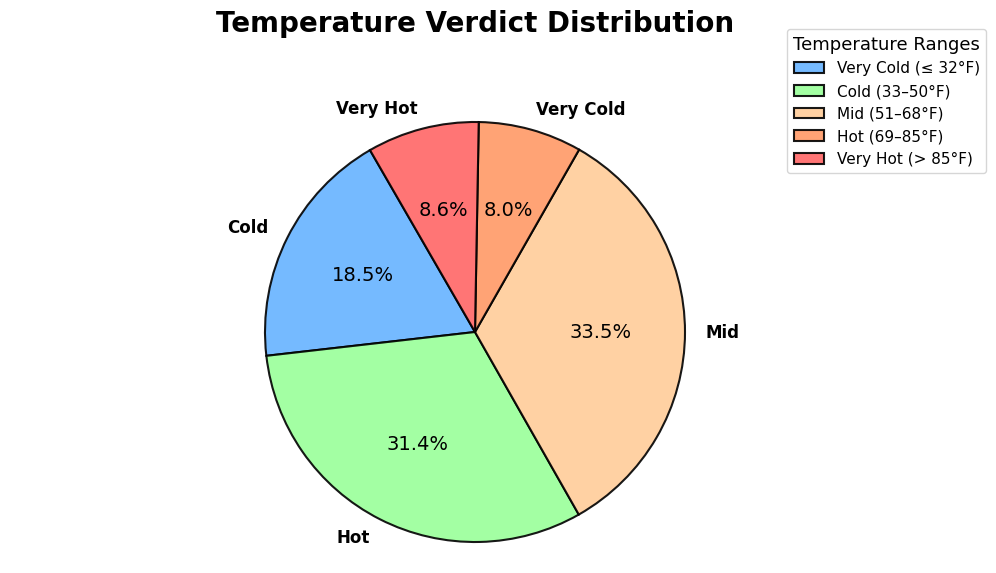 Temperature Verdict Distribution
Temperature Ranges
Very Cold (≤ 32°F)
Cold (33–50°F)
Mid (51–68°F)
Hot (69–85°F)
Very Hot (> 85°F)
Very Hot
Very Cold
8.6%
8.0%
Cold
18.5%
33.5%
Mid
31.4%
Hot